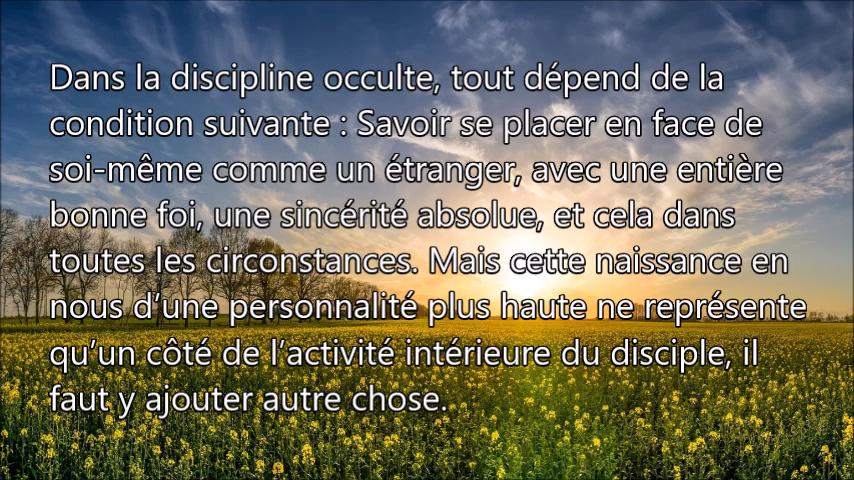 Dans la discipline occulte, tout dépend de la
condition suivante : Savoir se placer en face de
soi-même comme un étranger, avec une entière
bonne foi, une sincérité absolue, et cela dans
toutes les circonstances. Mais cette naissance en
nous d’une personnalité plus haute ne représente
qu’un côté de l’activité intérieure du disciple, il
faut y ajouter autre chose.